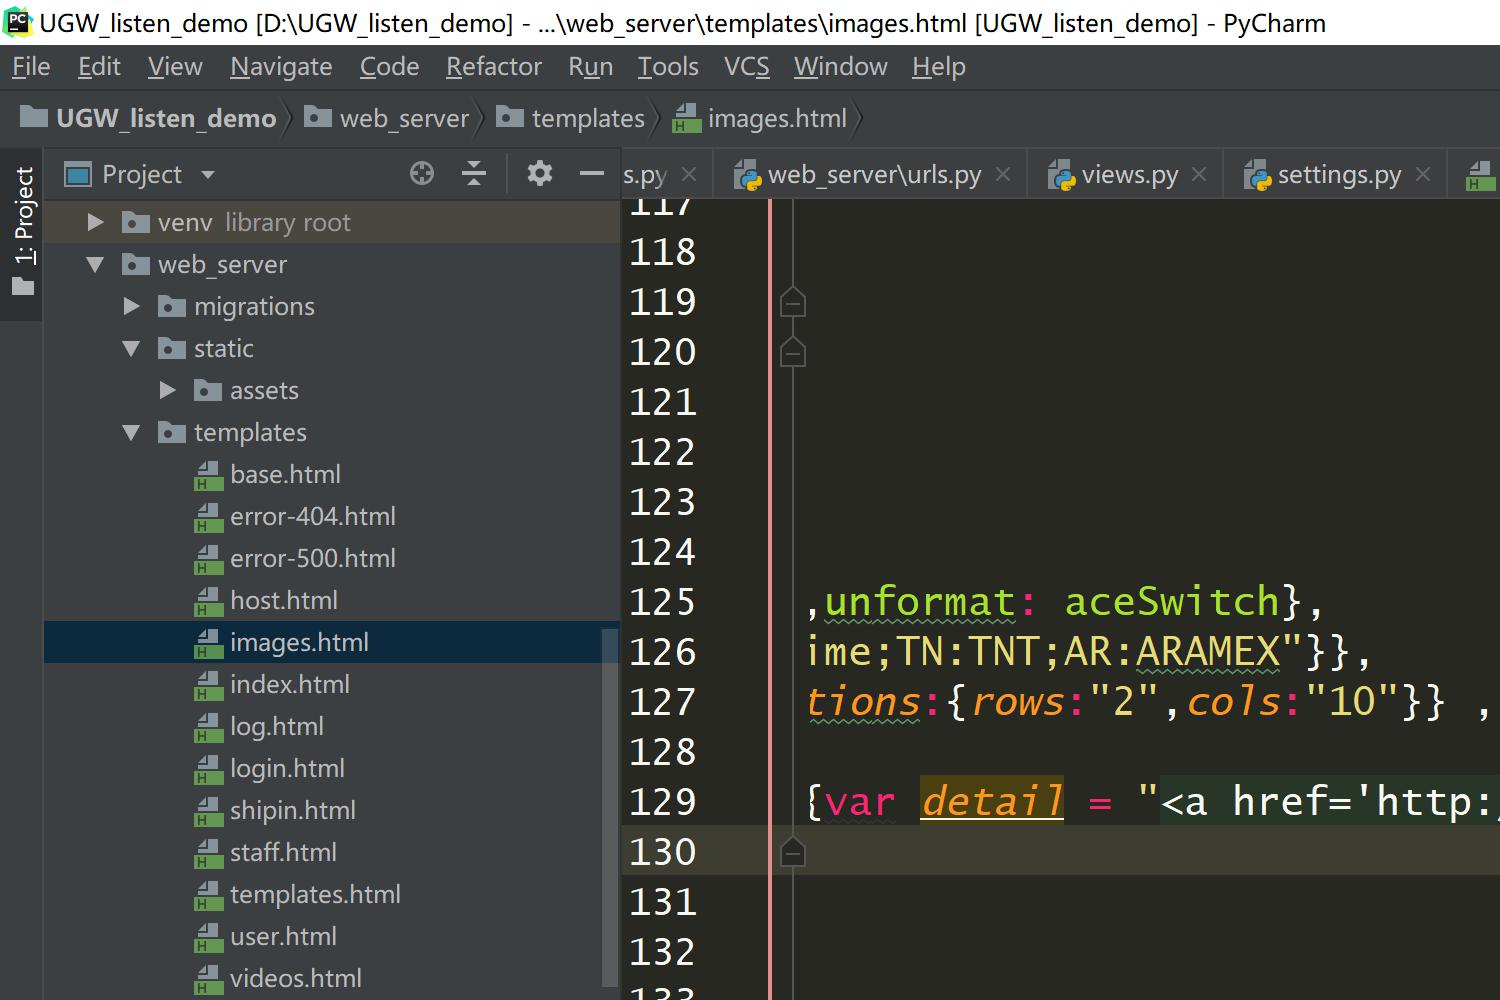 UGW_listen_demo [D:\UGW_listen_demo] - ...\web_server\templates\images.html [UGW_listen_demo] - PyCharm
File Edit View Navigate Code Refactor Run Tools VCS Window Help
UGW_listen_demo web_server templates images.html
1: Project
Project
s.py web_server\urls.py views.py settings.py
venv library root
web_server
migrations
static
assets
templates
base.html
error-404.html
error-500.html
host.html
images.html
index.html
log.html
login.html
shipin.html
staff.html
templates.html
user.html
videos.html
117
118
119
120
121
122
123
124
125 ,unformat: aceSwitch},
126 ime;TN:TNT;AR:ARAMEX"}},
127 tions:{rows:"2",cols:"10"}} ,
128
129 {var detail = "<a href='http:/
130
131
132
133